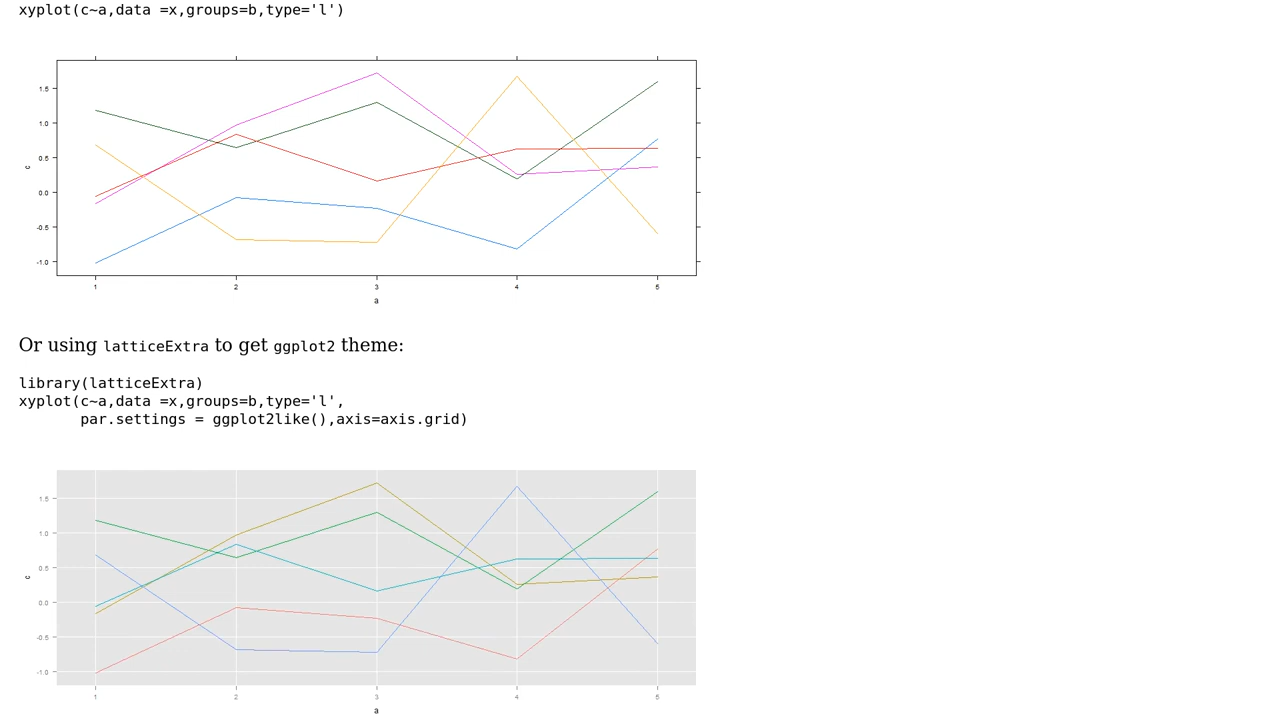 xyplot(c~a,data =x,groups=b,type='l')
1.5
1.0
0.5
0.0
-0.5
-1.0
c
1 2 3 4 5
a
Or using latticeExtra to get ggplot2 theme:
library(latticeExtra)
xyplot(c~a,data =x,groups=b,type='l',
par.settings = ggplot2like(),axis=axis.grid)
1.5
1.0
0.5
0.0
-0.5
-1.0
c
1 2 3 4 5
a